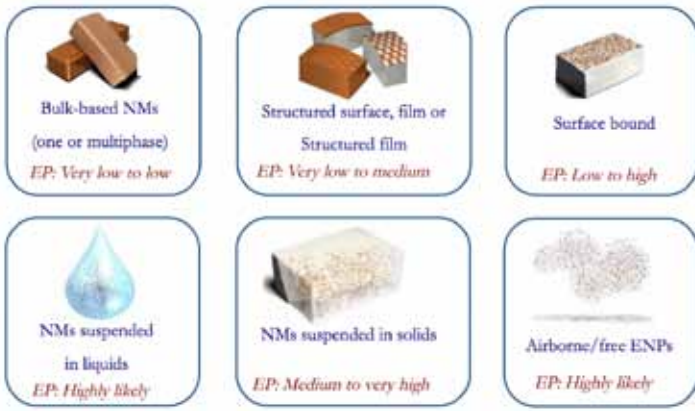 Bulk-based NMs
(one or multiphase)
EP: Very low to low
Structured surface, film or
Structured film
EP: Very low to medium
Surface bound
EP: Low to high
NMs suspended
in liquids
EP: Highly likely
NMs suspended in solids
EP: Medium to very high
Airborne/free ENPs
EP: Highly likely